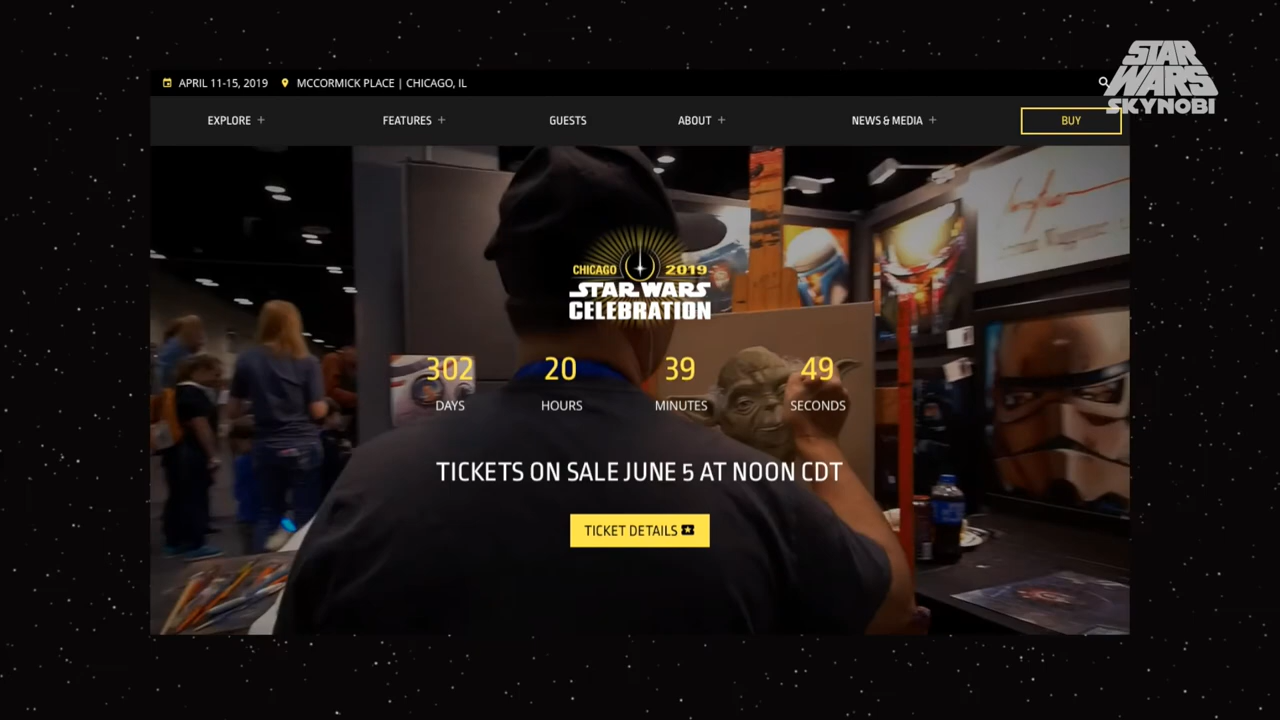 APRIL 11-15, 2019 MCCORMICK PLACE | CHICAGO, IL
STAR
WARS
SKYNOBI
EXPLORE + FEATURES + GUESTS ABOUT + NEWS & MEDIA + BUY
CHICAGO 2019
STAR WARS
CELEBRATION
302 20 39 49
DAYS HOURS MINUTES SECONDS
TICKETS ON SALE JUNE 5 AT NOON CDT
TICKET DETAILS